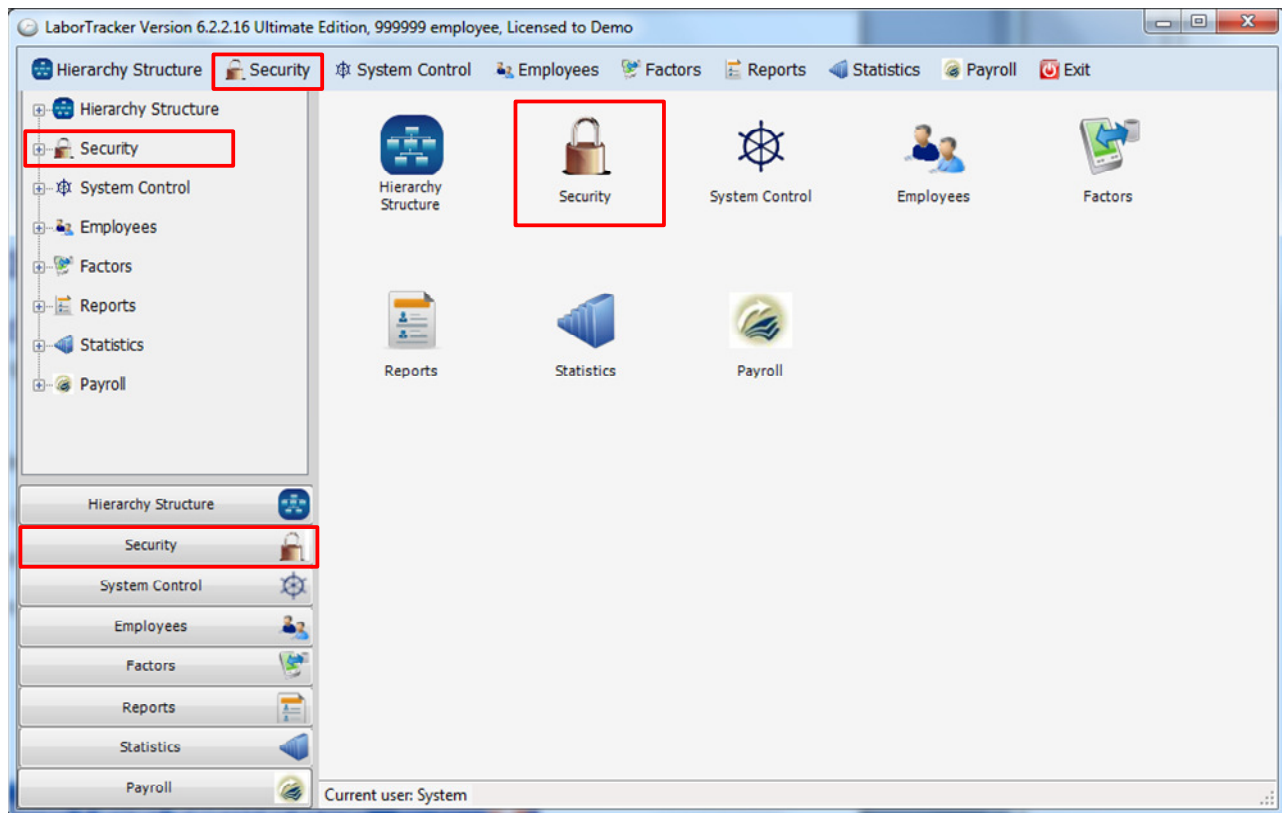 LaborTracker Version 6.2.2.16 Ultimate Edition, 999999 employee, Licensed to Demo
Hierarchy Structure Security System Control Employees Factors Reports Statistics Payroll Exit
Hierarchy Structure
Security
System Control
Employees
Factors
Reports
Statistics
Payroll
Hierarchy
Structure
Security
System Control
Employees
Factors
Reports
Statistics
Payroll
Hierarchy Structure
Security
System Control
Employees
Factors
Reports
Statistics
Payroll
Current user: System